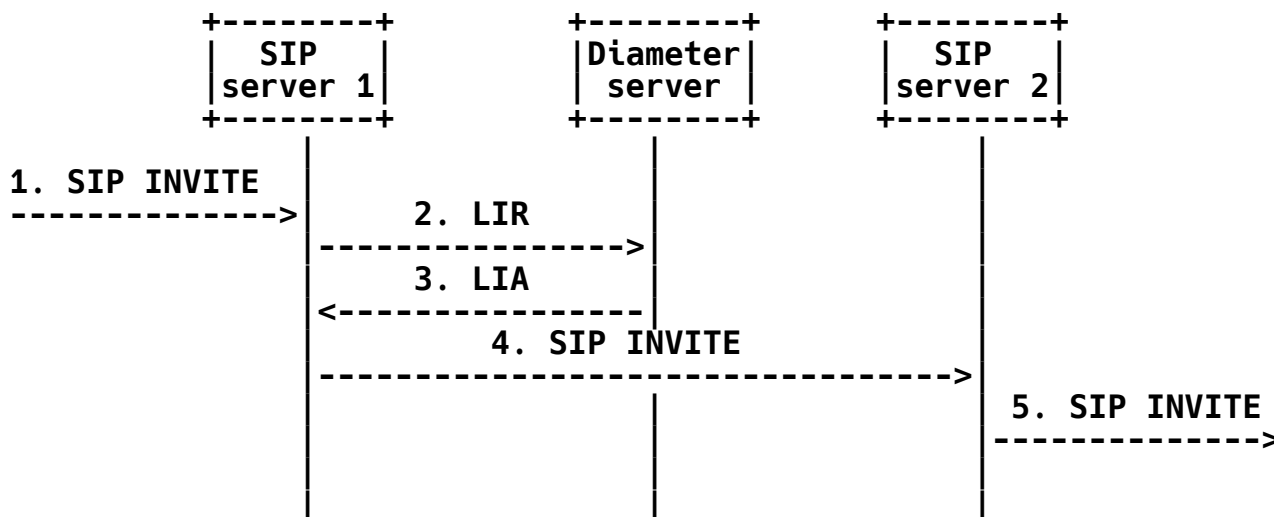 SIP server 1
Diameter server
SIP server 2
1. SIP INVITE
2. LIR
3. LIA
4. SIP INVITE
5. SIP INVITE